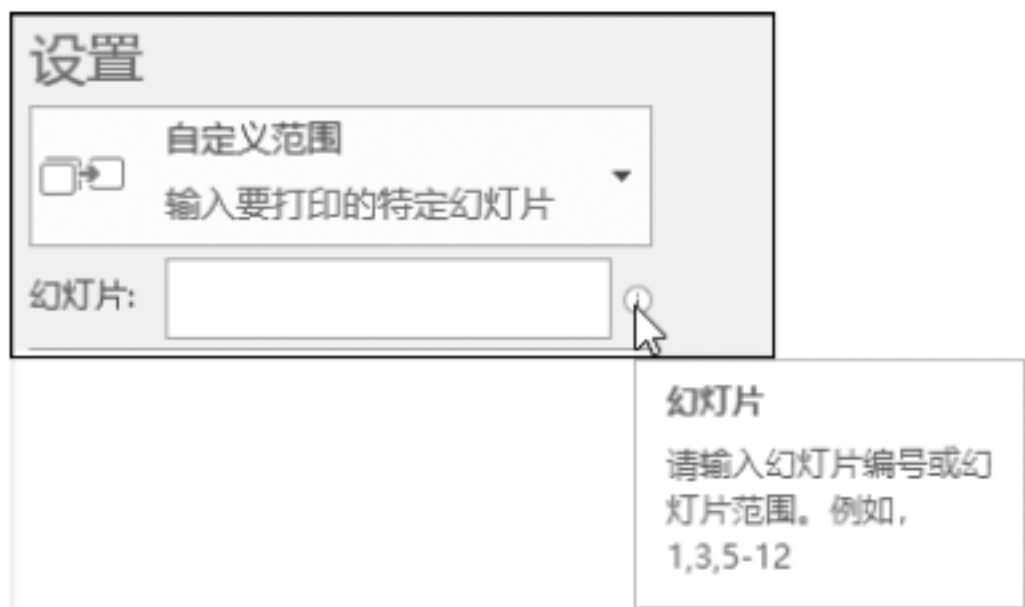 设置
自定义范围
输入要打印的特定幻灯片
幻灯片:
幻灯片
请输入幻灯片编号或幻
灯片范围。例如,
1,3,5-12